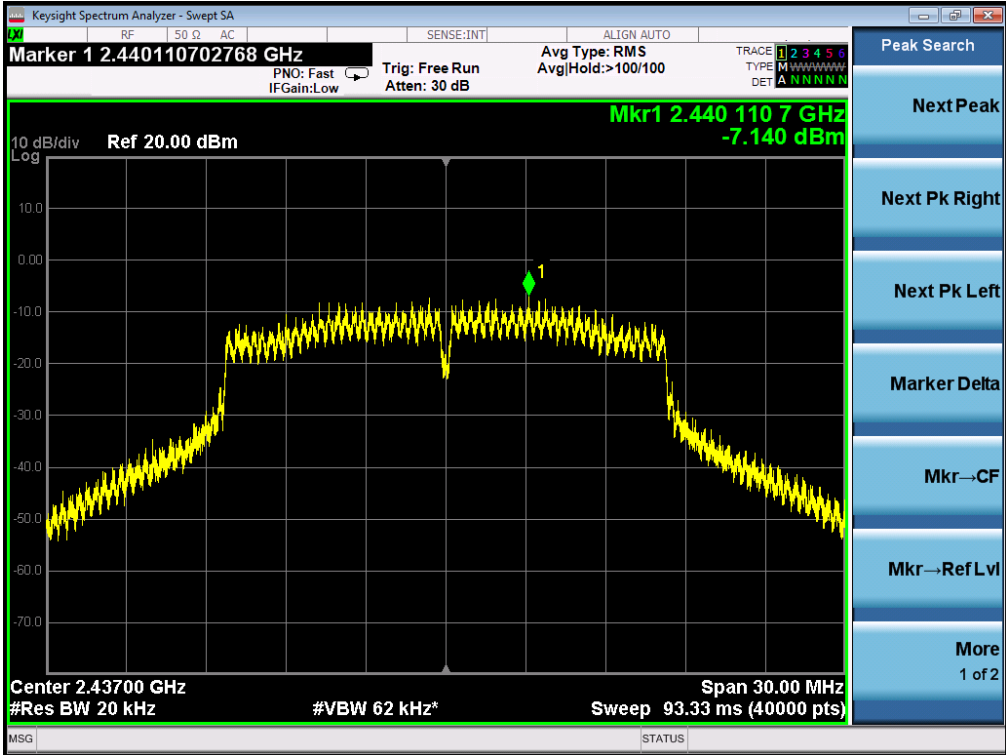 Keysight Spectrum Analyzer - Swept SA
LXI RF 50 Ω AC SENSE:INT ALIGN AUTO
Marker 1 2.440110702768 GHz
PNO: Fast
IFGain:Low
Trig: Free Run
Atten: 30 dB
Avg Type: RMS
Avg|Hold:>100/100
TRACE 1 2 3 4 5 6
TYPE M WWWWW
DET A N N N N N
Mkr1 2.440 110 7 GHz
-7.140 dBm
10 dB/div Ref 20.00 dBm
Log
10.0
0.00
1
-10.0
-20.0
-30.0
-40.0
-50.0
-60.0
-70.0
Center 2.43700 GHz Span 30.00 MHz
#Res BW 20 kHz #VBW 62 kHz* Sweep 93.33 ms (40000 pts)
MSG STATUS
Peak Search
Next Peak
Next Pk Right
Next Pk Left
Marker Delta
Mkr→CF
Mkr→Ref Lvl
More
1 of 2